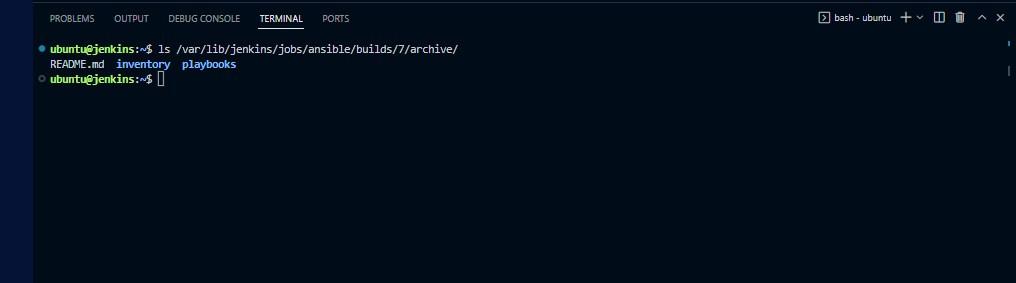 PROBLEMS OUTPUT DEBUG CONSOLE TERMINAL PORTS bash - ubuntu
ubuntu@jenkins:~$ ls /var/lib/jenkins/jobs/ansible/builds/7/archive/
README.md  inventory  playbooks
ubuntu@jenkins:~$